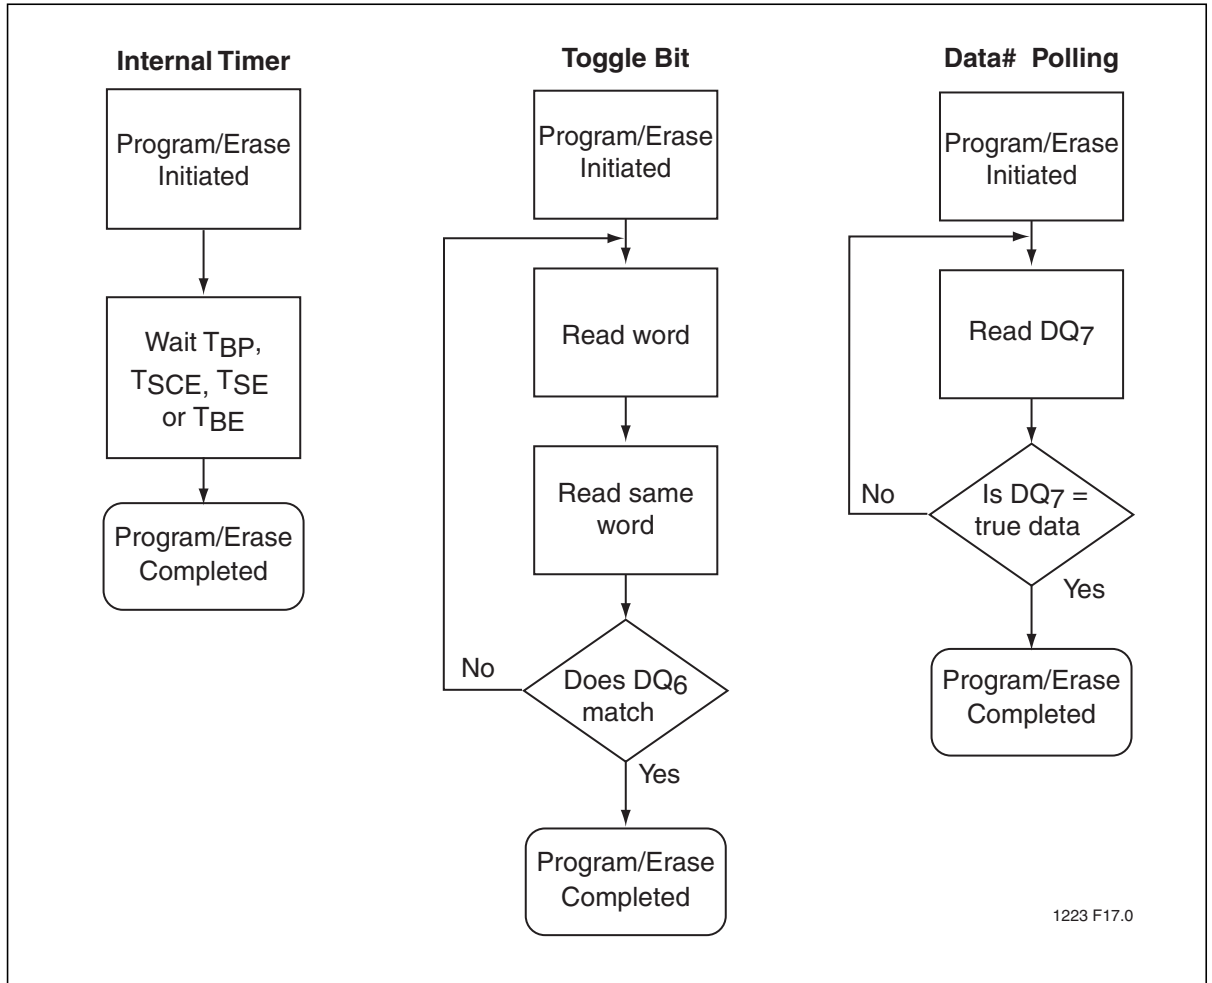 Internal Timer
Program/Erase
Initiated
Wait TBP,
TSCE, TSE
or TBE
Program/Erase
Completed
Toggle Bit
Program/Erase
Initiated
Read word
Read same
word
Does DQ6
match
No
Yes
Program/Erase
Completed
Data# Polling
Program/Erase
Initiated
Read DQ7
Is DQ7 =
true data
No
Yes
Program/Erase
Completed
1223 F17.0